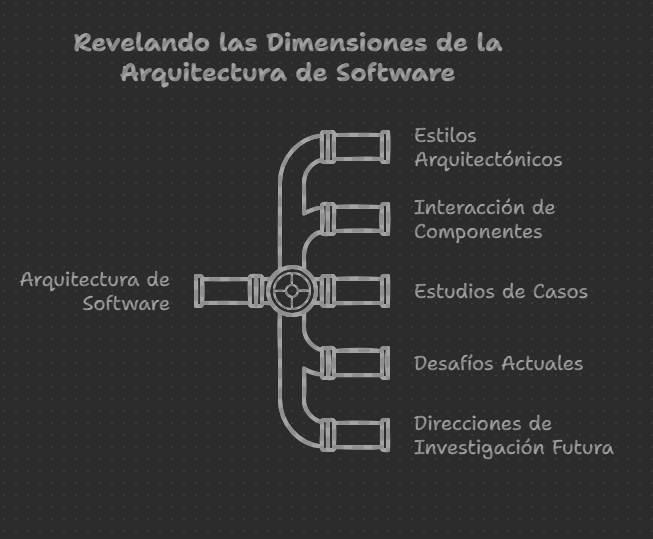 Revelando las Dimensiones de la
Arquitectura de Software
Estilos
Arquitectónicos
Interacción de
Componentes
Arquitectura de
Software
Estudios de Casos
Desafíos Actuales
Direcciones de
Investigación Futura